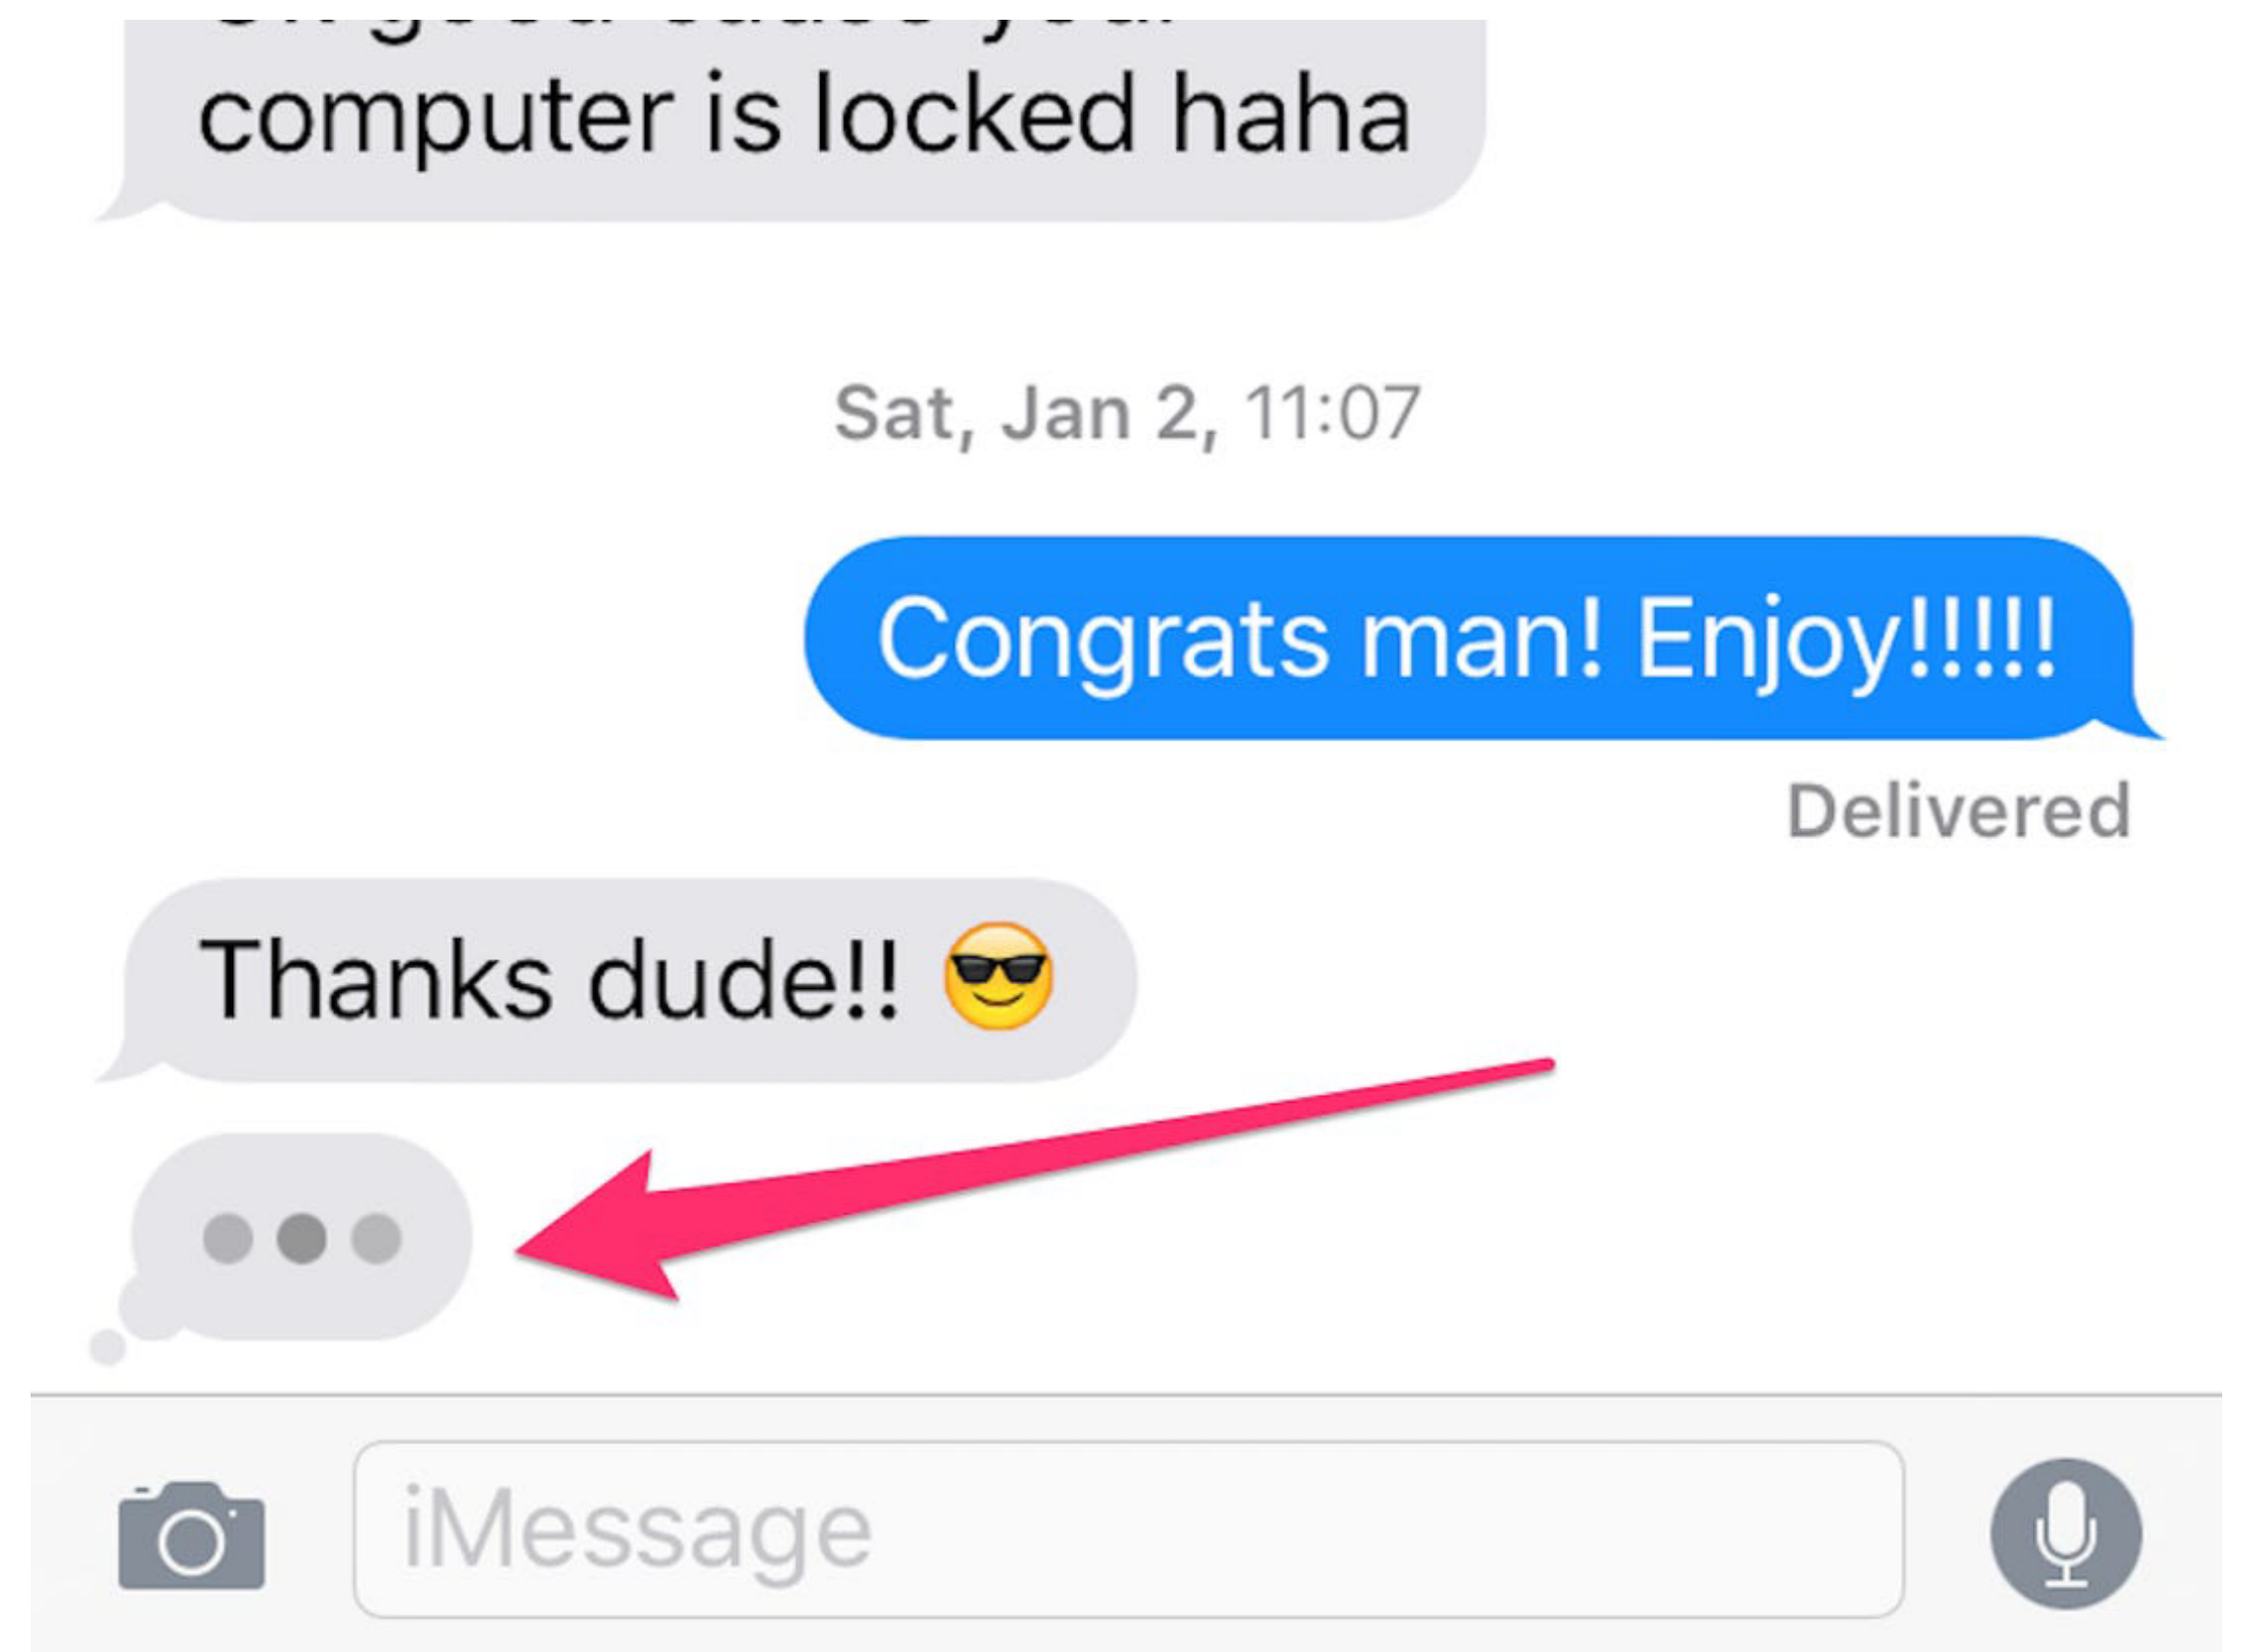 computer is locked haha
Sat, Jan 2, 11:07
Congrats man! Enjoy!!!!!
Delivered
Thanks dude!! 😎
iMessage